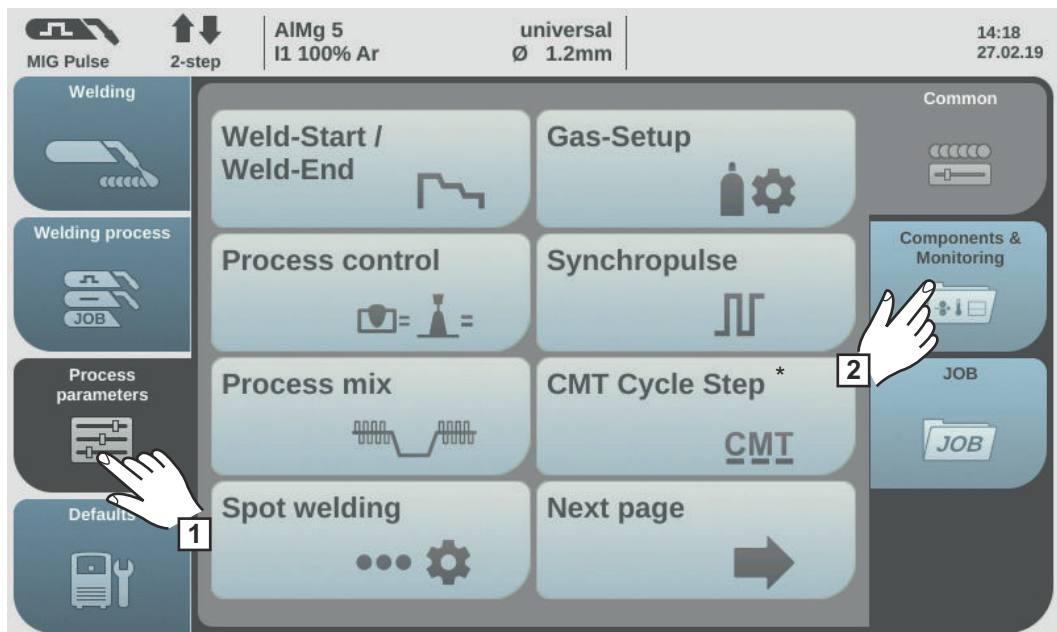 MIG Pulse
2-step
AlMg 5
I1 100% Ar
universal
Ø 1.2mm
14:18
27.02.19
Welding
Welding process
JOB
Process
parameters
1
Defaults
Weld-Start /
Weld-End
Gas-Setup
Process control
= =
Synchropulse
Process mix
CMT Cycle Step *
CMT
Spot welding
Next page
Common
Components &
Monitoring
2
JOB
JOB